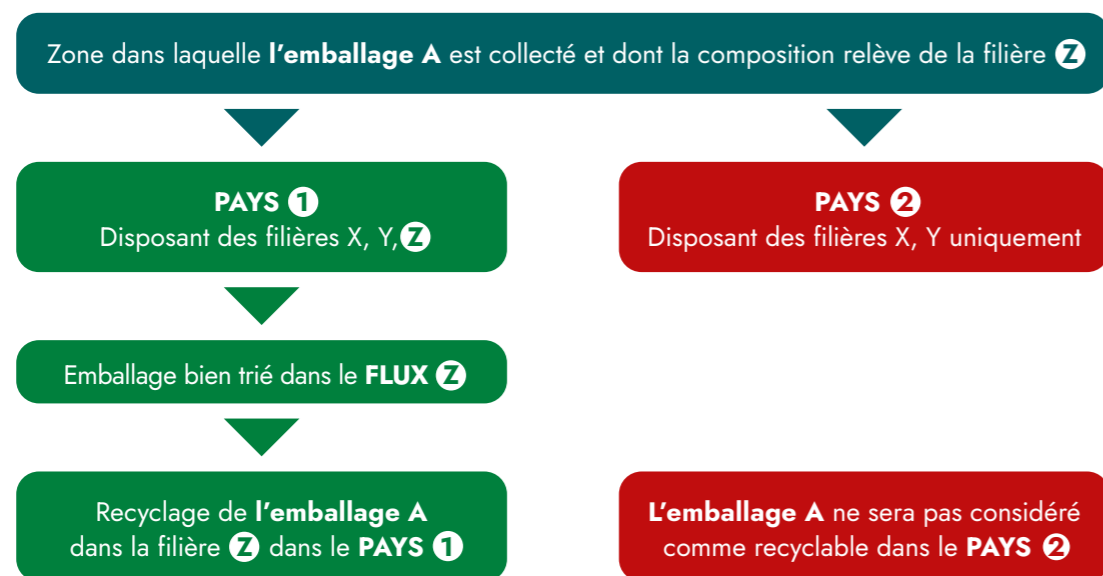 Zone dans laquelle l'emballage A est collecté et dont la composition relève de la filière Z
PAYS 1
Disposant des filières X, Y, Z
PAYS 2
Disposant des filières X, Y uniquement
Emballage bien trié dans le FLUX Z
Recyclage de l'emballage A
dans la filière Z dans le PAYS 1
L'emballage A ne sera pas considéré
comme recyclable dans le PAYS 2